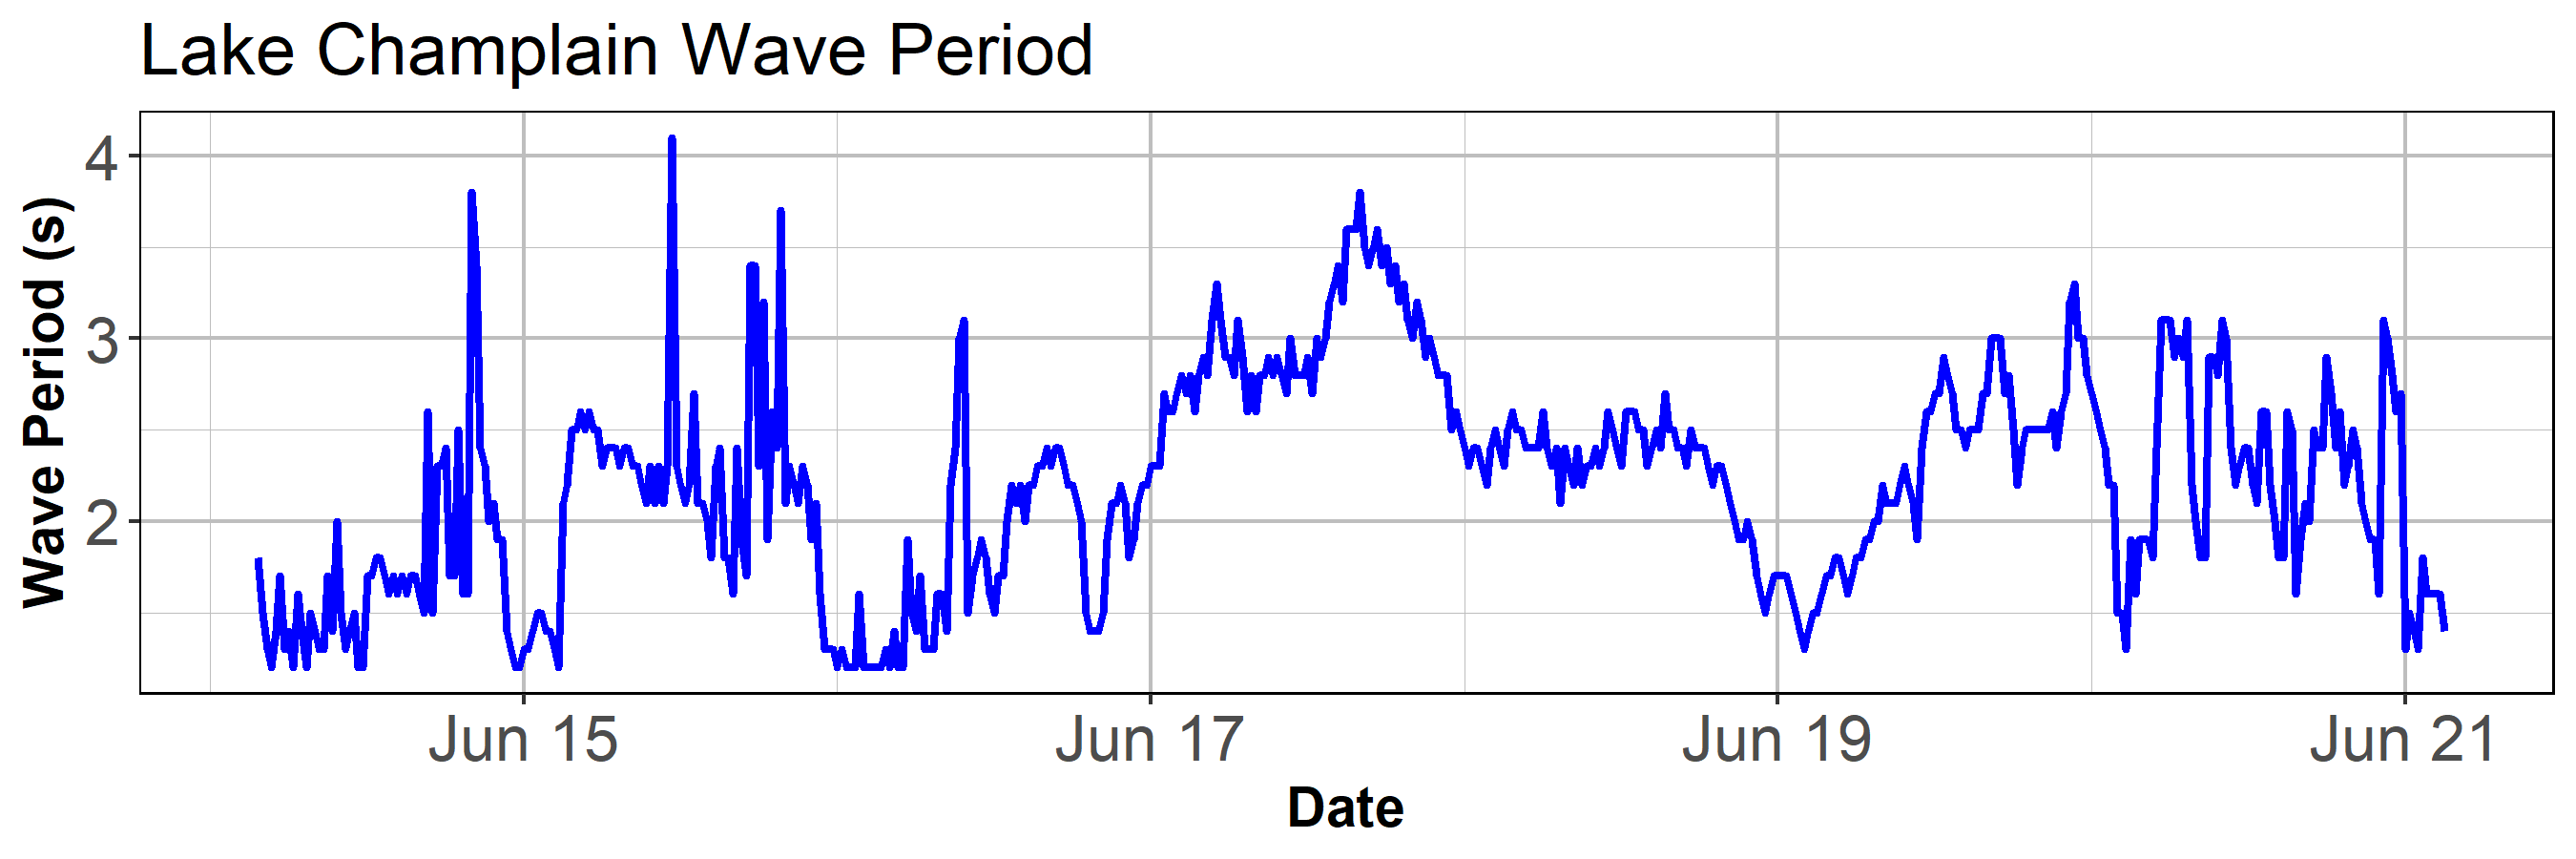 Lake Champlain Wave Period
Wave Period (s)
4
3
2
Jun 15
Jun 17
Jun 19
Jun 21
Date